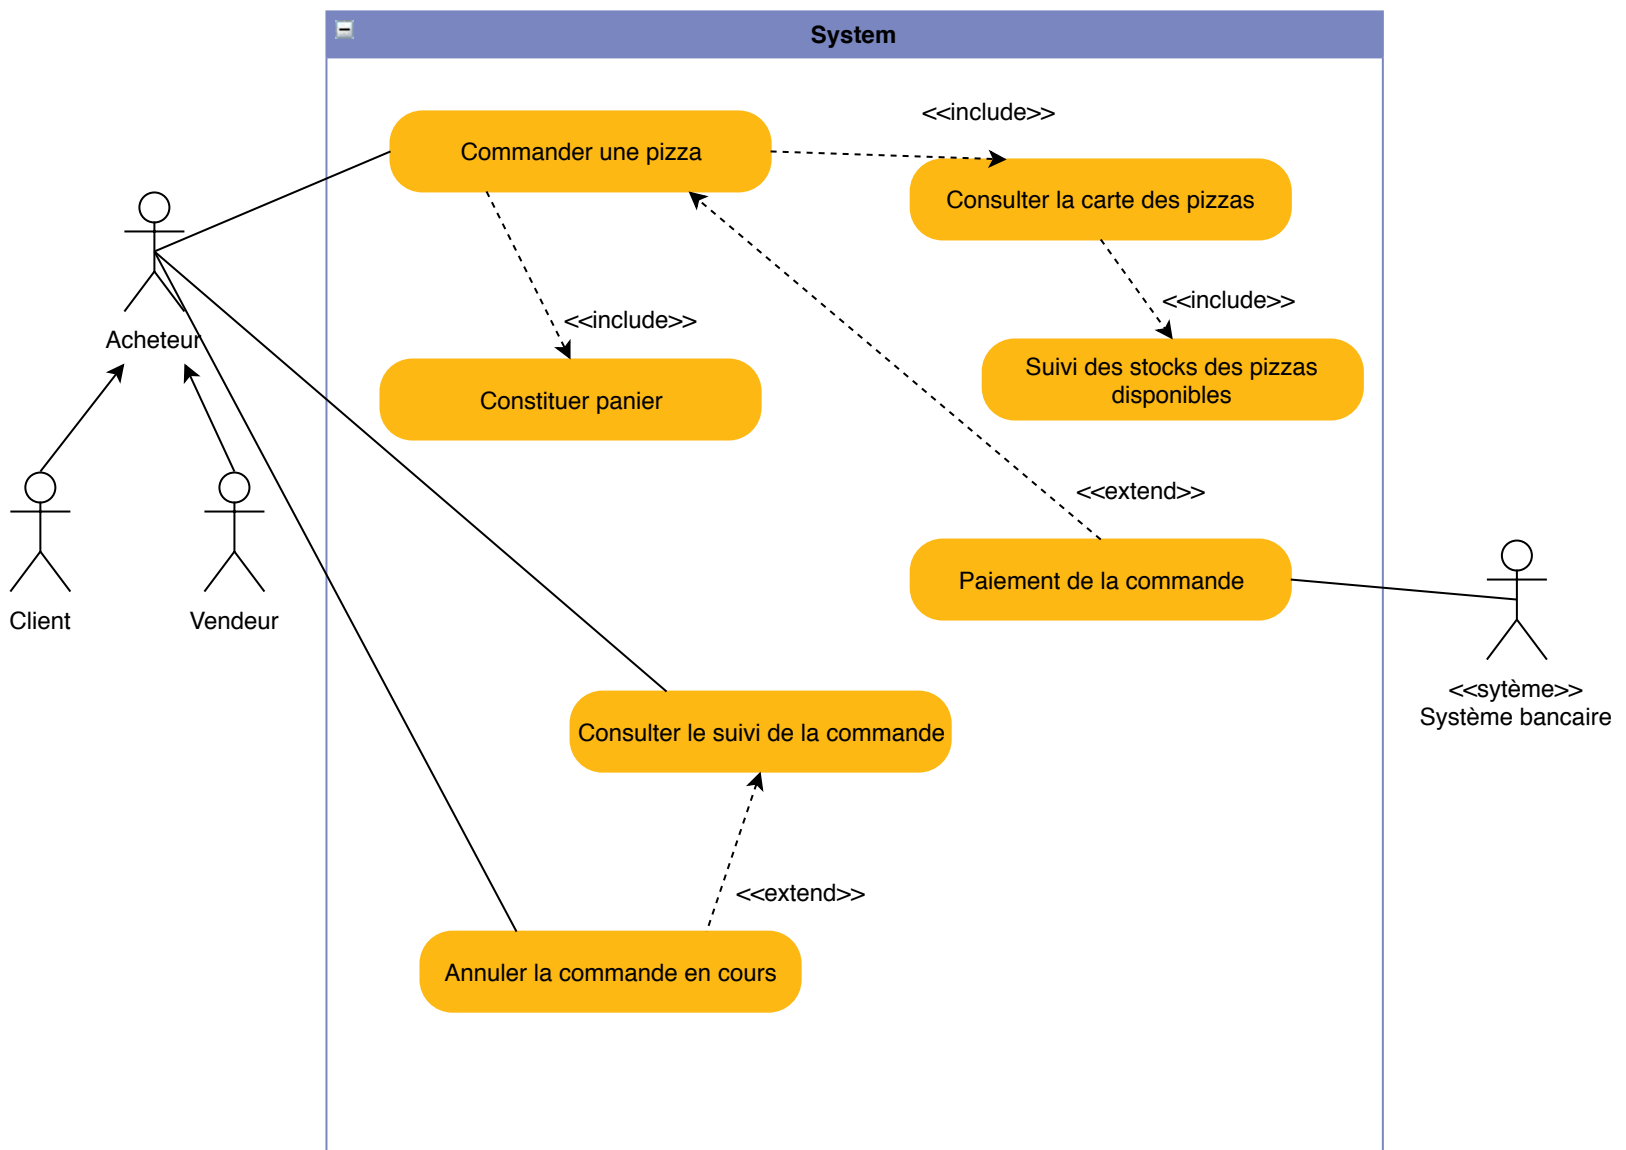 System
<<include>>
Commander une pizza
Consulter la carte des pizzas
<<include>>
<<include>>
Acheteur
Suivi des stocks des pizzas
disponibles
Constituer panier
<<extend>>
Paiement de la commande
Client
Vendeur
<<sytème>>
Système bancaire
Consulter le suivi de la commande
<<extend>>
Annuler la commande en cours